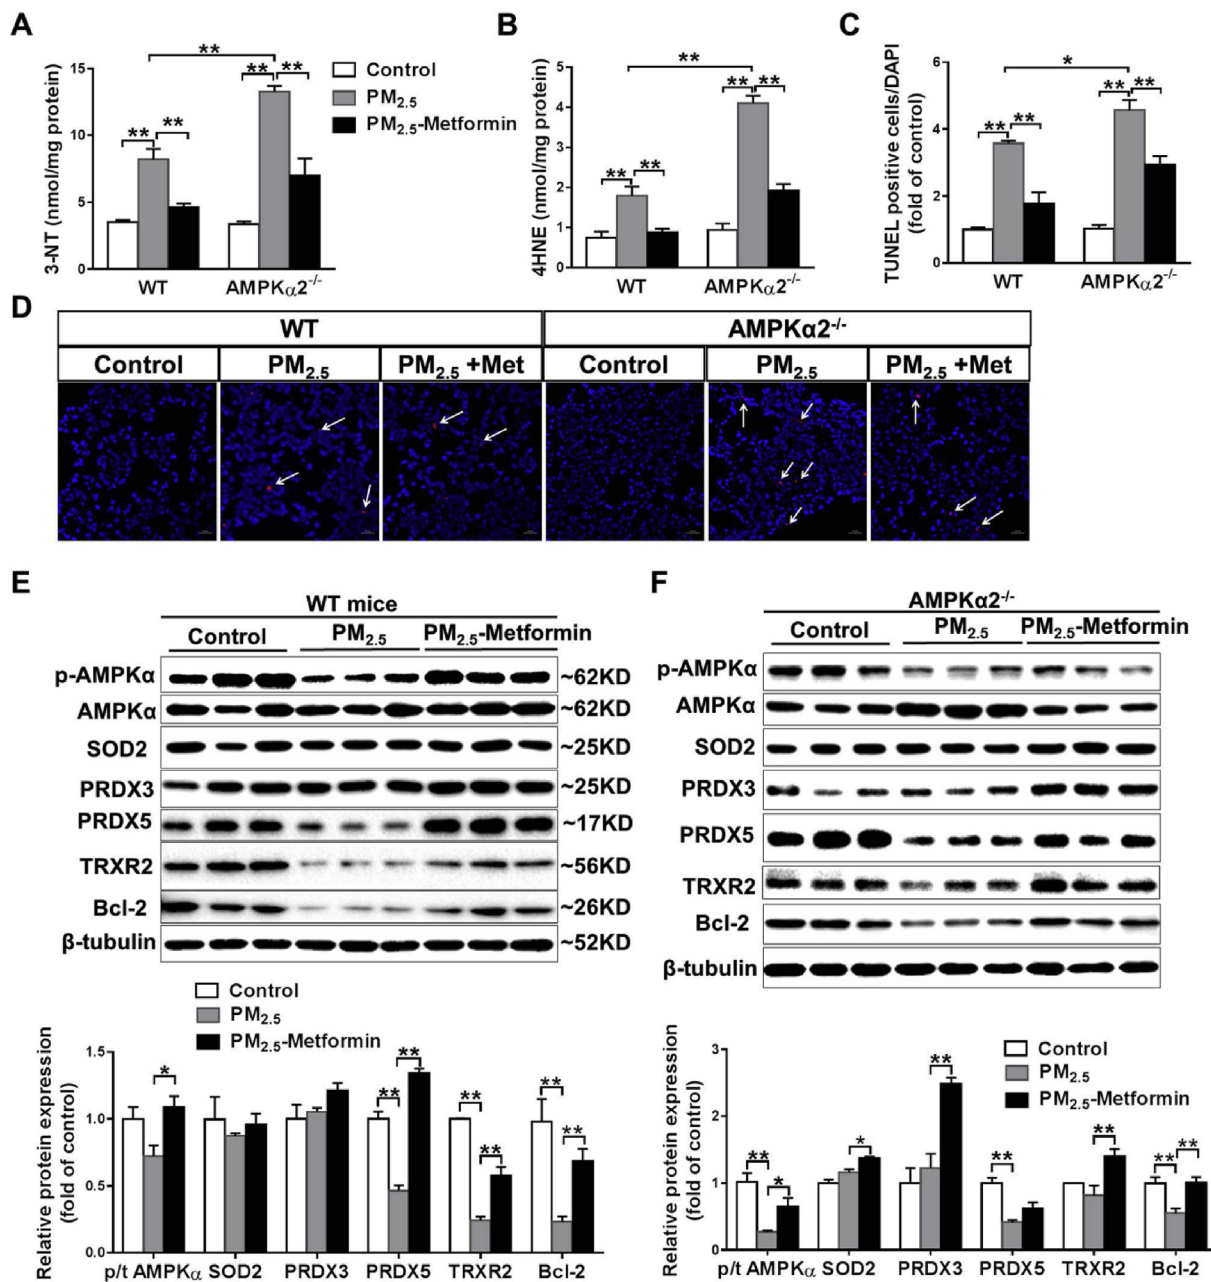 A
**
**
**
**
**
15
10
5
0
3-NT (nmol/mg protein)
WT
AMPKα2-/-
Control
PM2.5
PM2.5-Metformin
B
**
**
**
**
**
5
4
3
2
1
0
4HNE (nmol/mg protein)
WT
AMPKα2-/-
C
*
**
**
**
**
6
4
2
0
TUNEL positive cells/DAPI
(fold of control)
WT
AMPKα2-/-
D
WT
AMPKα2-/-
Control
PM2.5
PM2.5 +Met
Control
PM2.5
PM2.5 +Met
E
WT mice
Control
PM2.5
PM2.5-Metformin
p-AMPKα
~62KD
AMPKα
~62KD
SOD2
~25KD
PRDX3
~25KD
PRDX5
~17KD
TRXR2
~56KD
Bcl-2
~26KD
β-tubulin
~52KD
Control
PM2.5
PM2.5-Metformin
Relative protein expression
(fold of control)
1.5
1.0
0.5
0.0
*
**
**
**
**
**
**
p/t AMPKα
SOD2
PRDX3
PRDX5
TRXR2
Bcl-2
F
AMPKα2-/-
Control
PM2.5
PM2.5-Metformin
p-AMPKα
AMPKα
SOD2
PRDX3
PRDX5
TRXR2
Bcl-2
β-tubulin
Relative protein expression
(fold of control)
3
2
1
0
Control
PM2.5
PM2.5-Metformin
**
*
*
**
**
**
**
**
p/t AMPKα
SOD2
PRDX3
PRDX5
TRXR2
Bcl-2